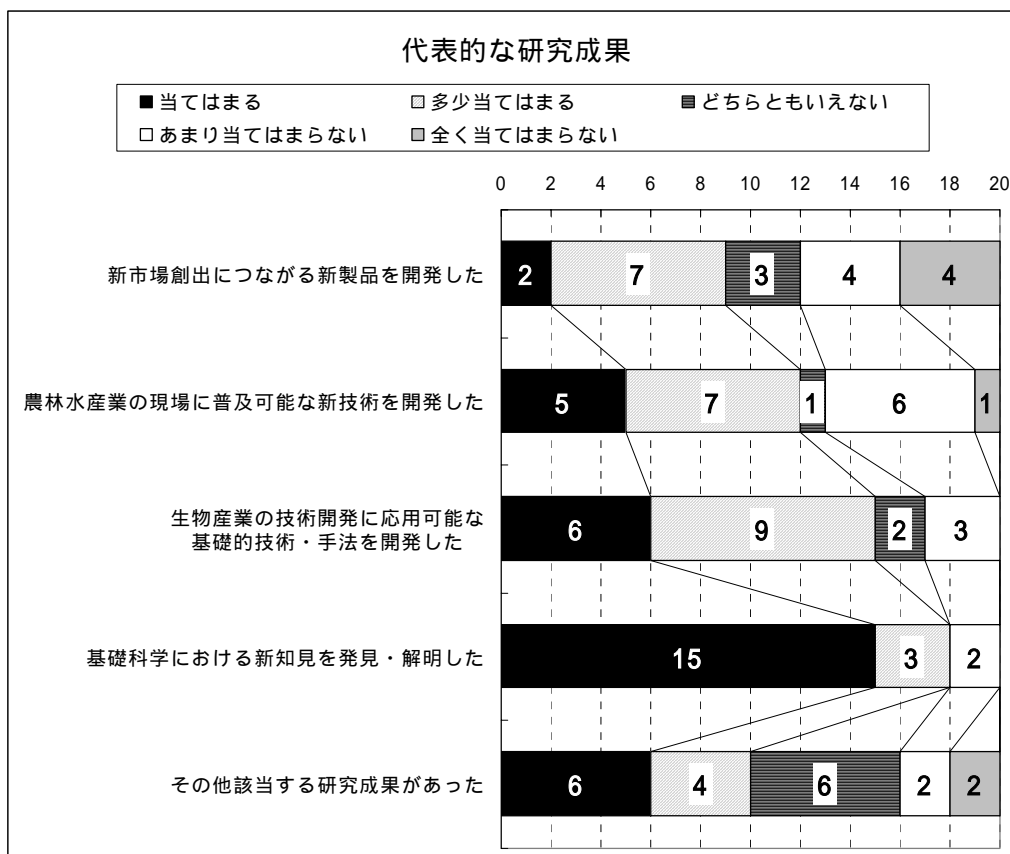 代表的な研究成果
■当てはまる □多少当てはまる ■どちらともいえない
□あまり当てはまらない ■全く当てはまらない
0 2 4 6 8 10 12 14 16 18 20
新市場創出につながる新製品を開発した 2 7 3 4 4
農林水産業の現場に普及可能な新技術を開発した 5 7 1 6 1
生物産業の技術開発に応用可能な
基礎的技術・手法を開発した 6 9 2 3
基礎科学における新知見を発見・解明した 15 3 2
その他該当する研究成果があった 6 4 6 2 2